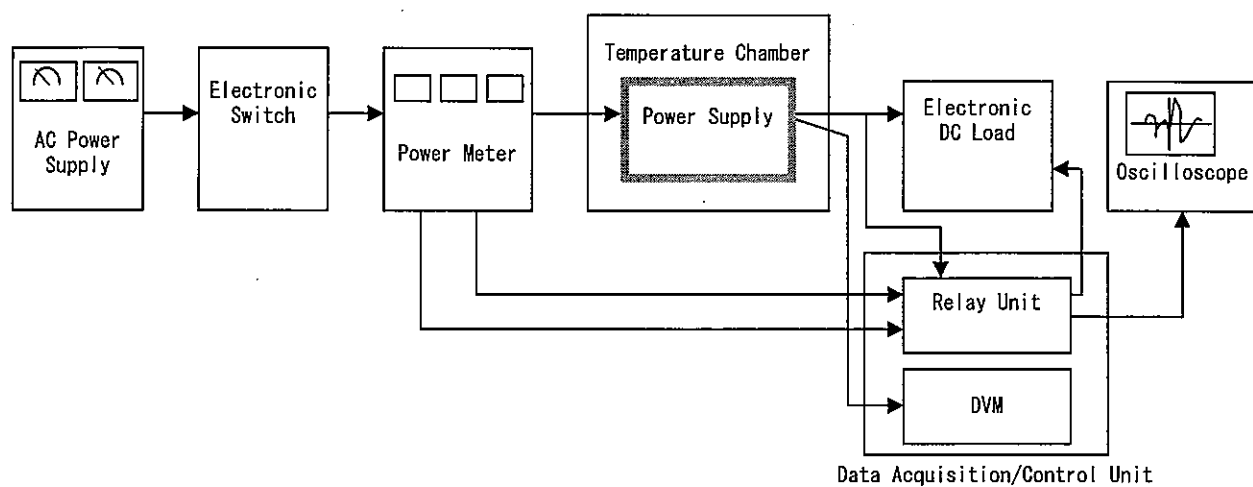 AC Power
Supply
Electronic
Switch
Power Meter
Temperature Chamber
Power Supply
Electronic
DC Load
Oscilloscope
Relay Unit
DVM
Data Acquisition/Control Unit